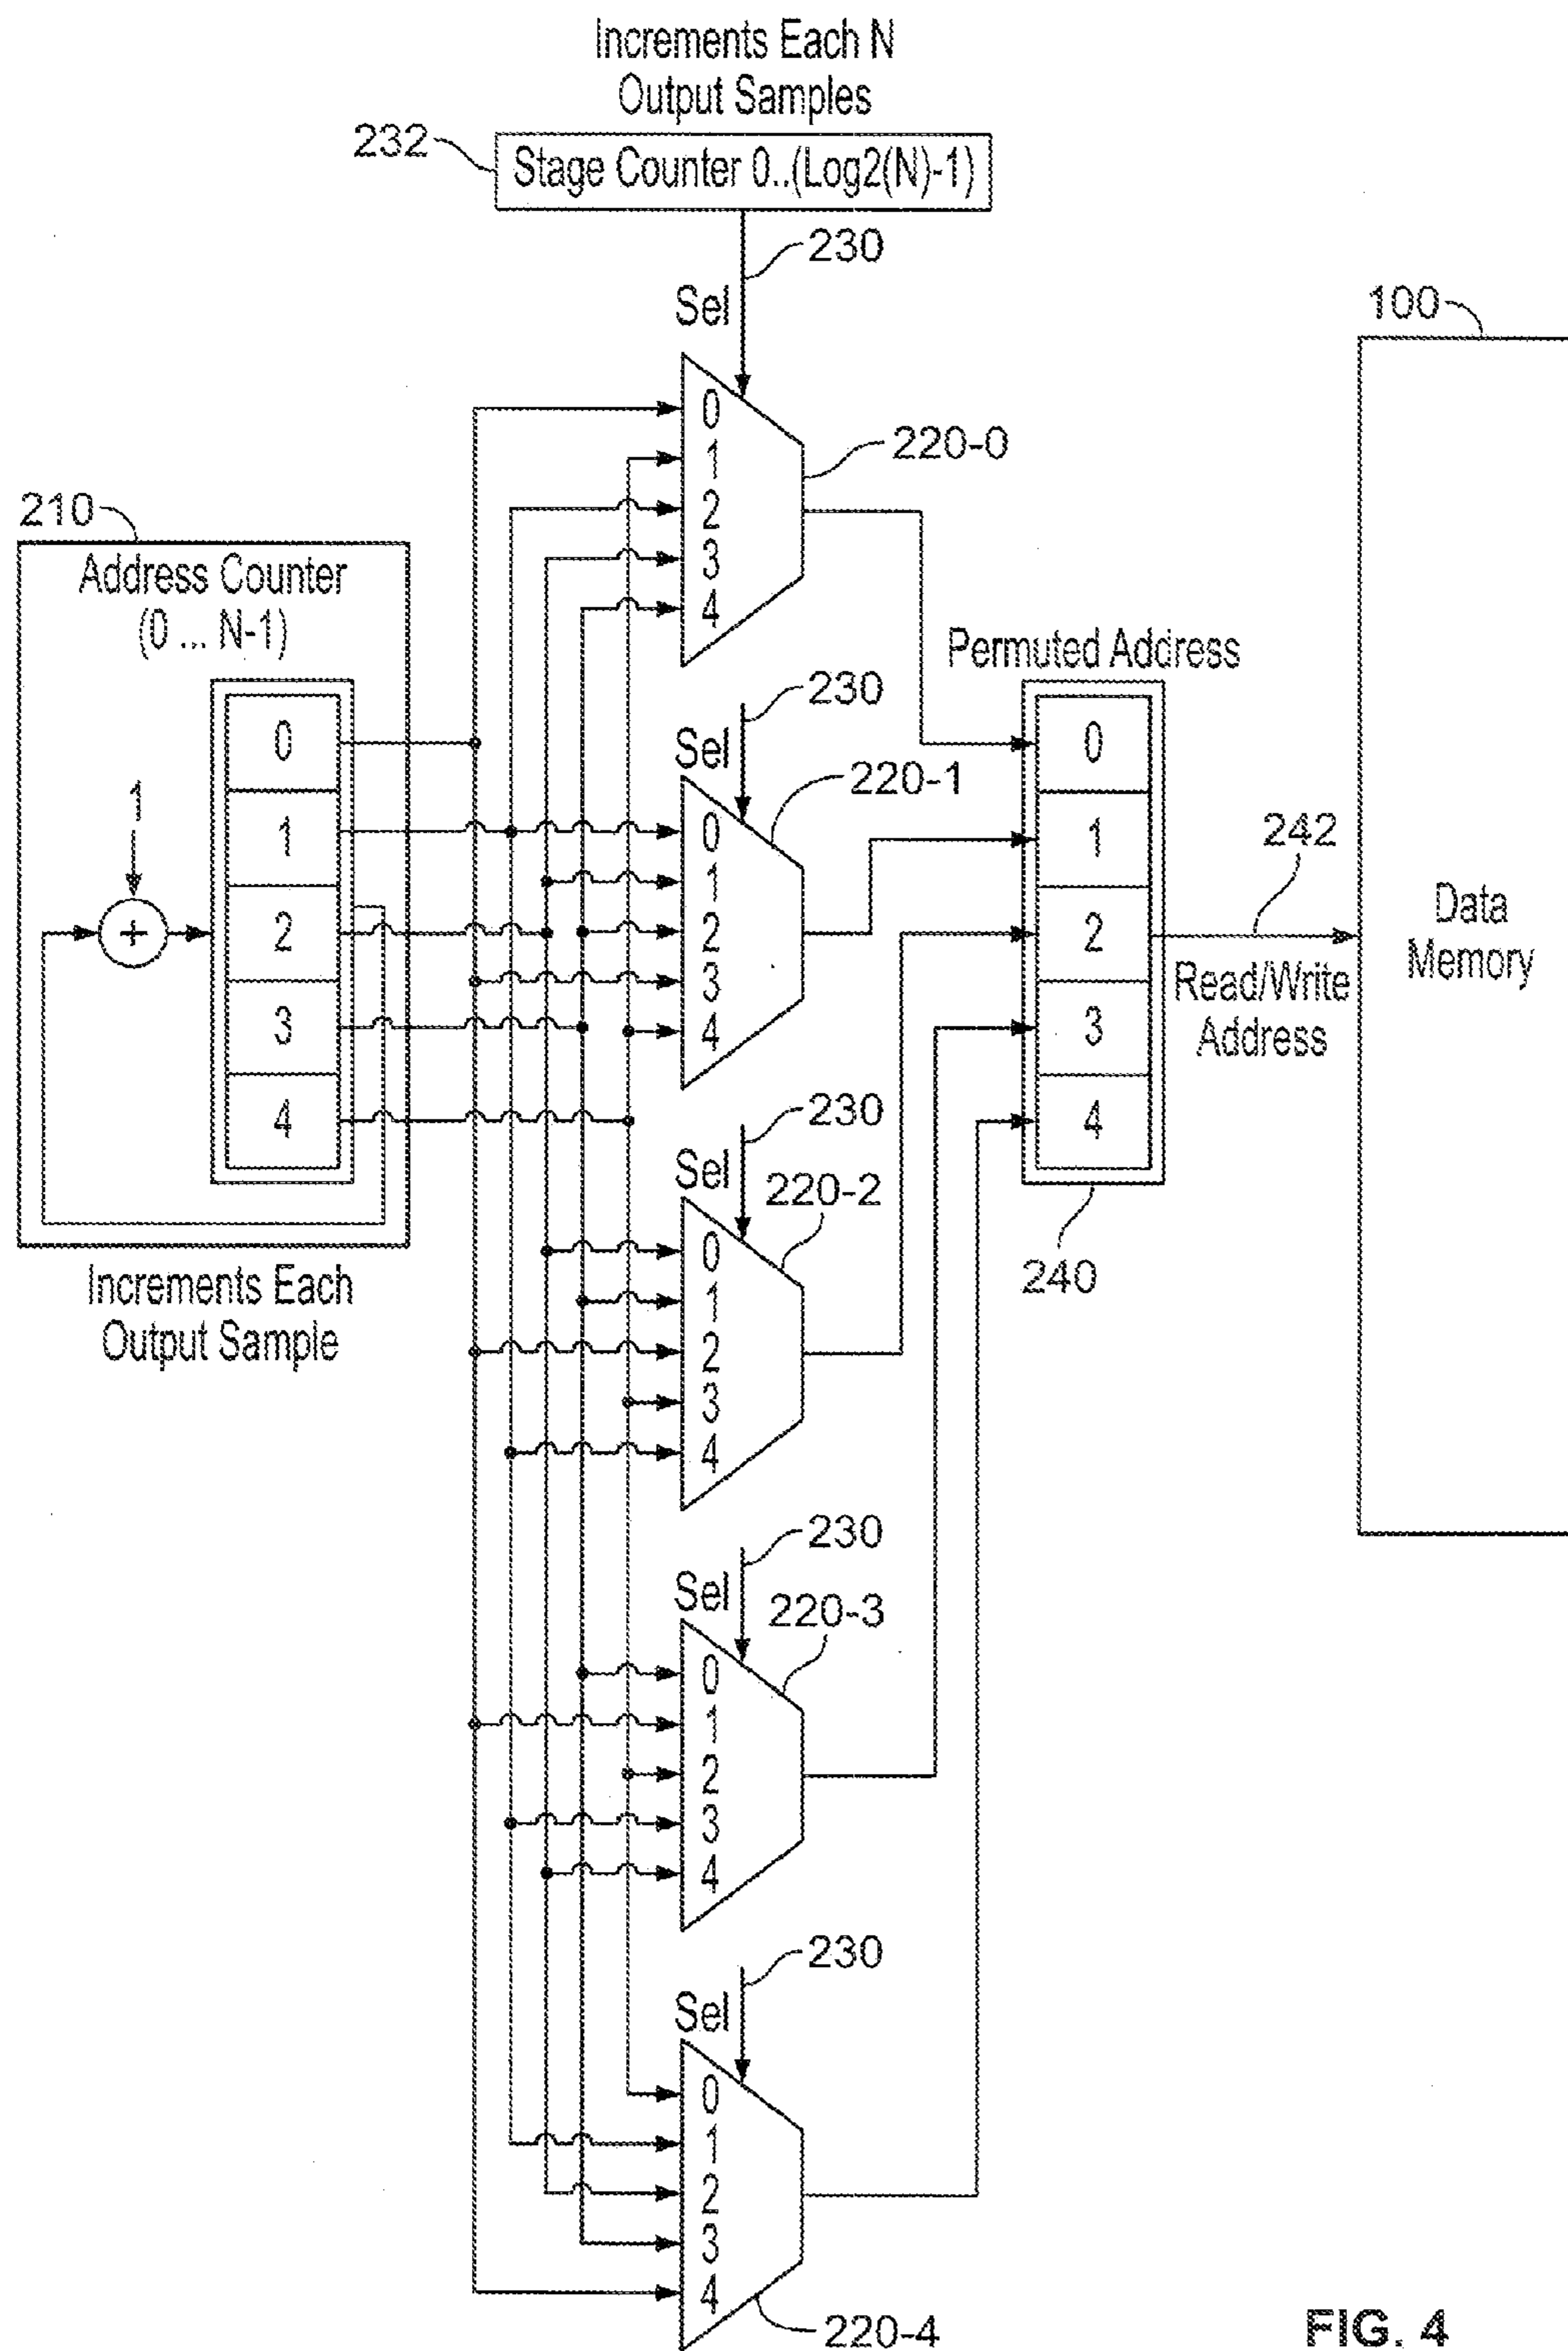 Increments Each N
Output Samples
232
Stage Counter 0..(Log2(N)-1)
230
Sel
100
0
1
2
3
4
220-0
210
Address Counter
(0 ... N-1)
0
1
2
3
4
1
+
Increments Each
Output Sample
230
Sel
220-1
0
1
2
3
4
Permuted Address
0
1
2
3
4
240
242
Read/Write
Address
Data
Memory
230
Sel
220-2
0
1
2
3
4
230
Sel
220-3
0
1
2
3
4
230
Sel
0
1
2
3
4
220-4
FIG. 4